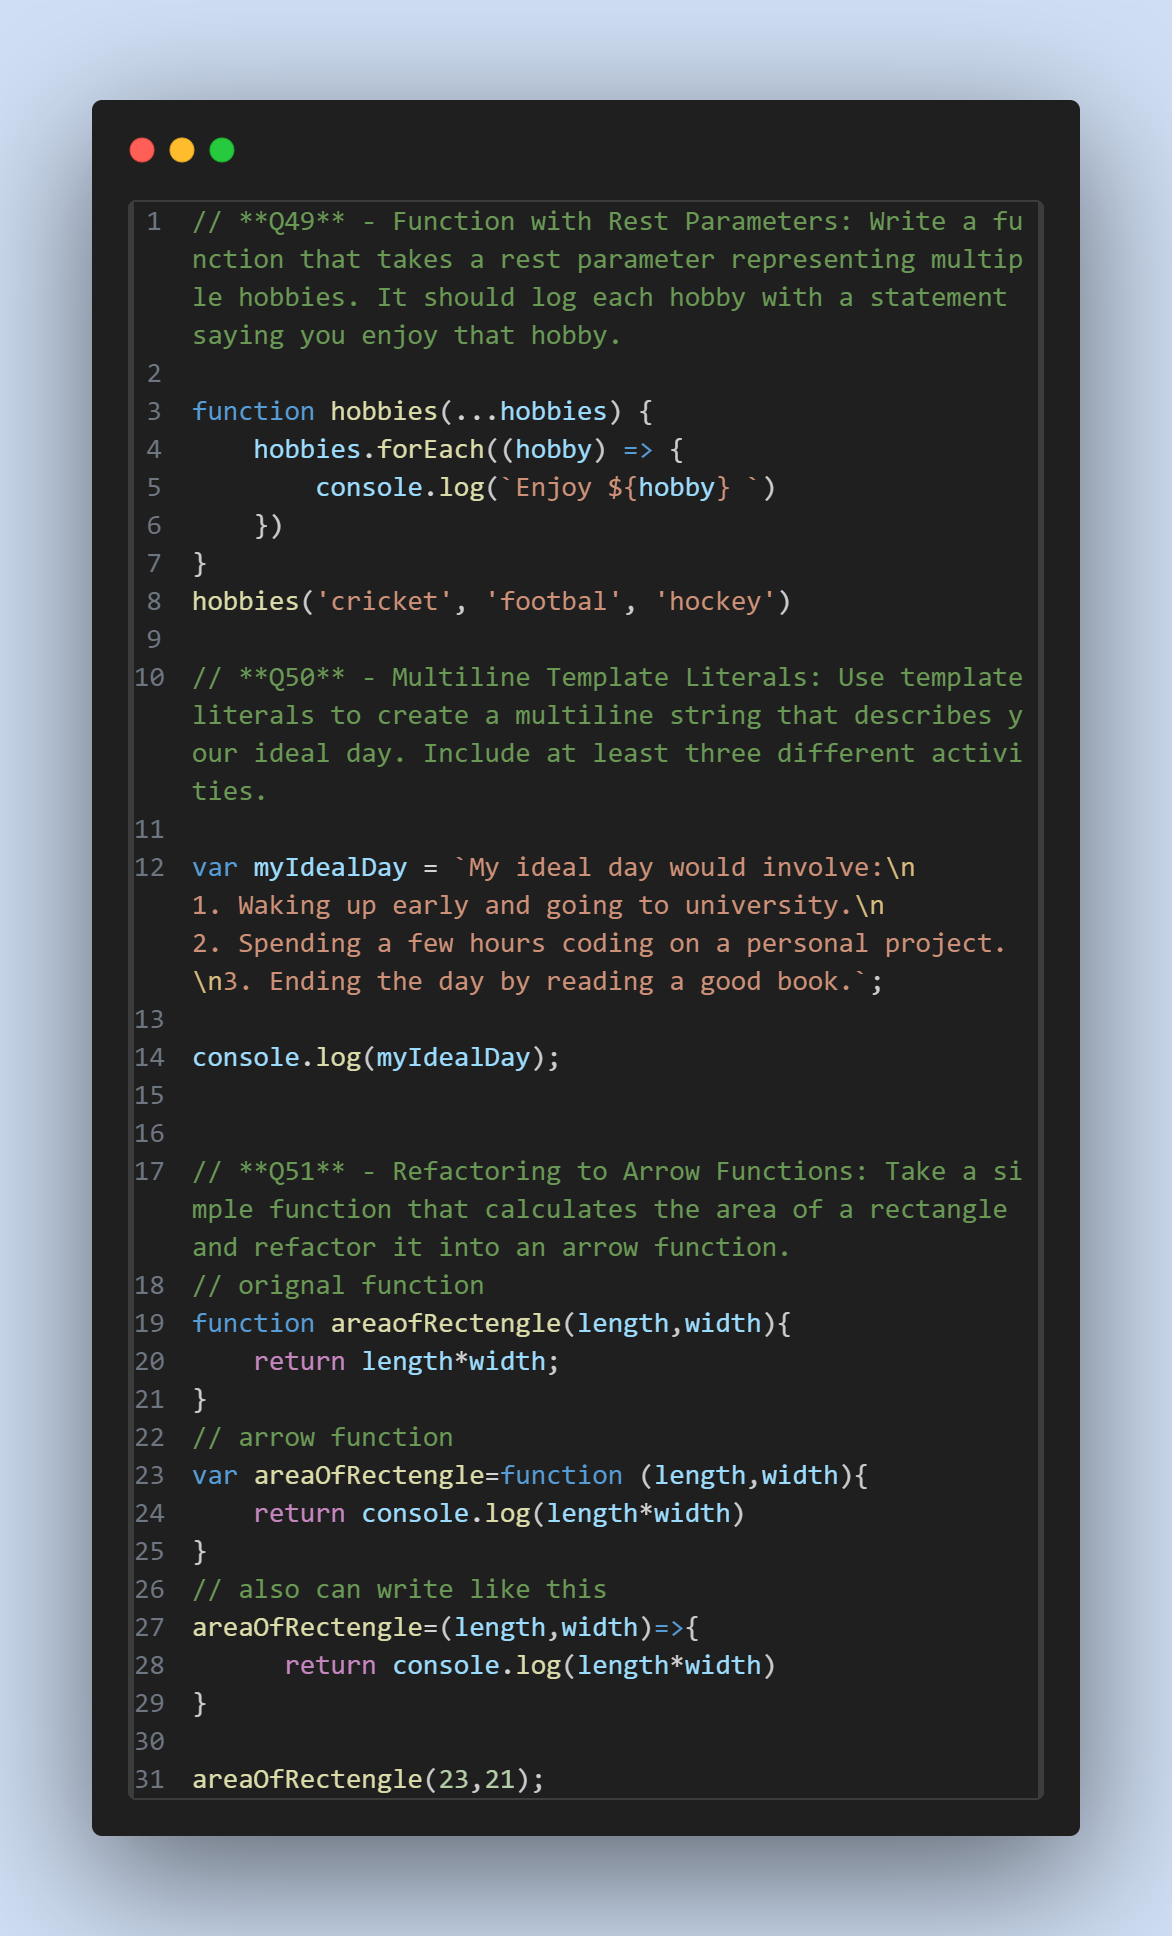 1 // **Q49** - Function with Rest Parameters: Write a fu
nction that takes a rest parameter representing multip
le hobbies. It should log each hobby with a statement
saying you enjoy that hobby.
2
3 function hobbies(...hobbies) {
4     hobbies.forEach((hobby) => {
5         console.log(`Enjoy ${hobby} `)
6     })
7 }
8 hobbies('cricket', 'footbal', 'hockey')
9
10 // **Q50** - Multiline Template Literals: Use template
literals to create a multiline string that describes y
our ideal day. Include at least three different activi
ties.
11
12 var myIdealDay = `My ideal day would involve:\n
1. Waking up early and going to university.\n
2. Spending a few hours coding on a personal project.
\n3. Ending the day by reading a good book.`;
13
14 console.log(myIdealDay);
15
16
17 // **Q51** - Refactoring to Arrow Functions: Take a si
mple function that calculates the area of a rectangle
and refactor it into an arrow function.
18 // orignal function
19 function areaofRectengle(length,width){
20     return length*width;
21 }
22 // arrow function
23 var areaOfRectengle=function (length,width){
24     return console.log(length*width)
25 }
26 // also can write like this
27 areaOfRectengle=(length,width)=>{
28       return console.log(length*width)
29 }
30
31 areaOfRectengle(23,21);